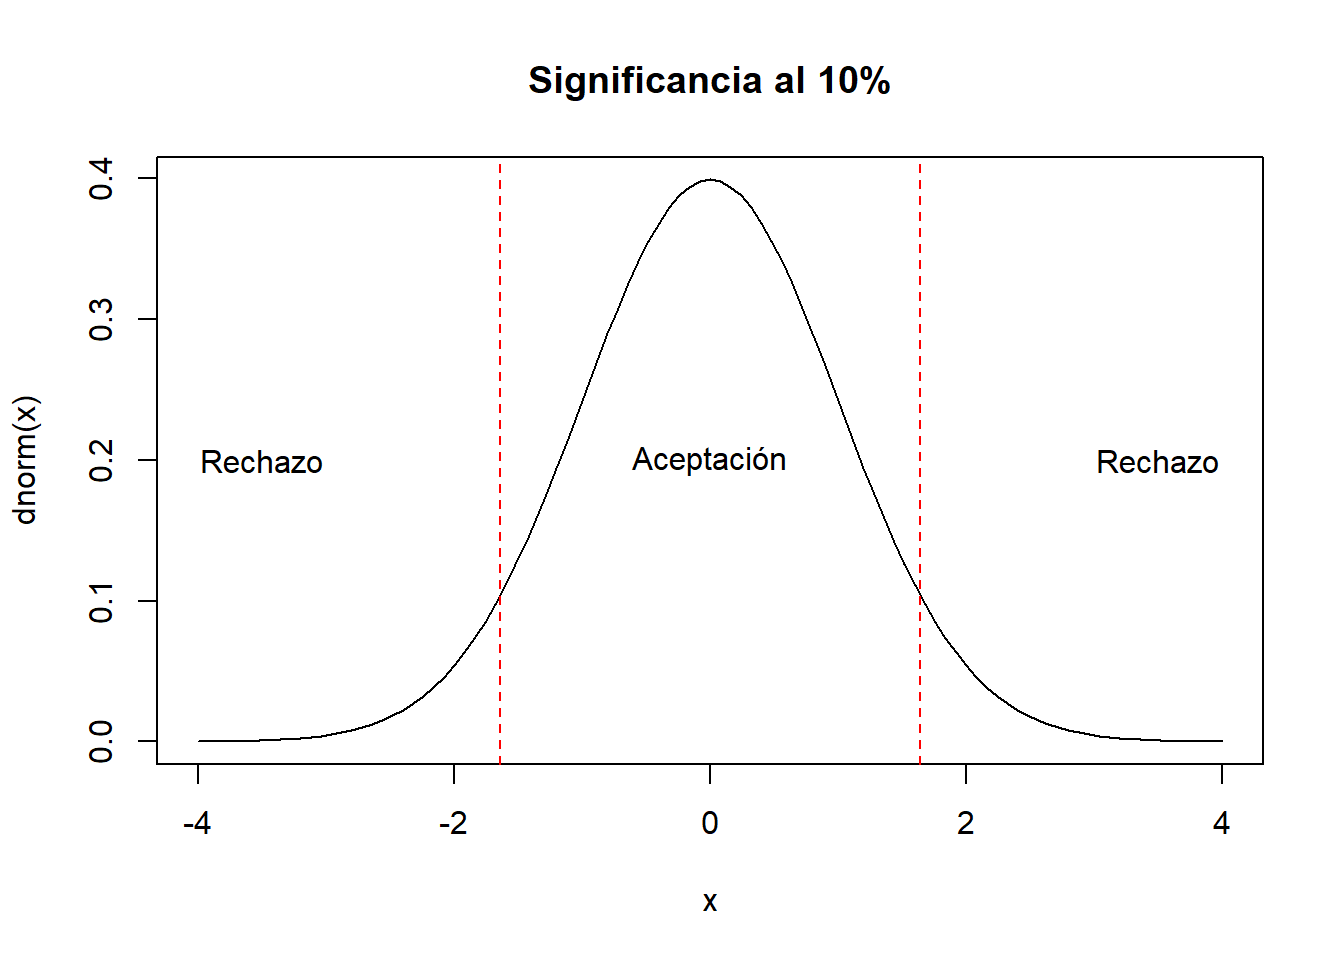 Significancia al 10%
0.4
0.3
0.2
0.1
0.0
dnorm(x)
Rechazo
Aceptación
Rechazo
-4
-2
0
2
4
x